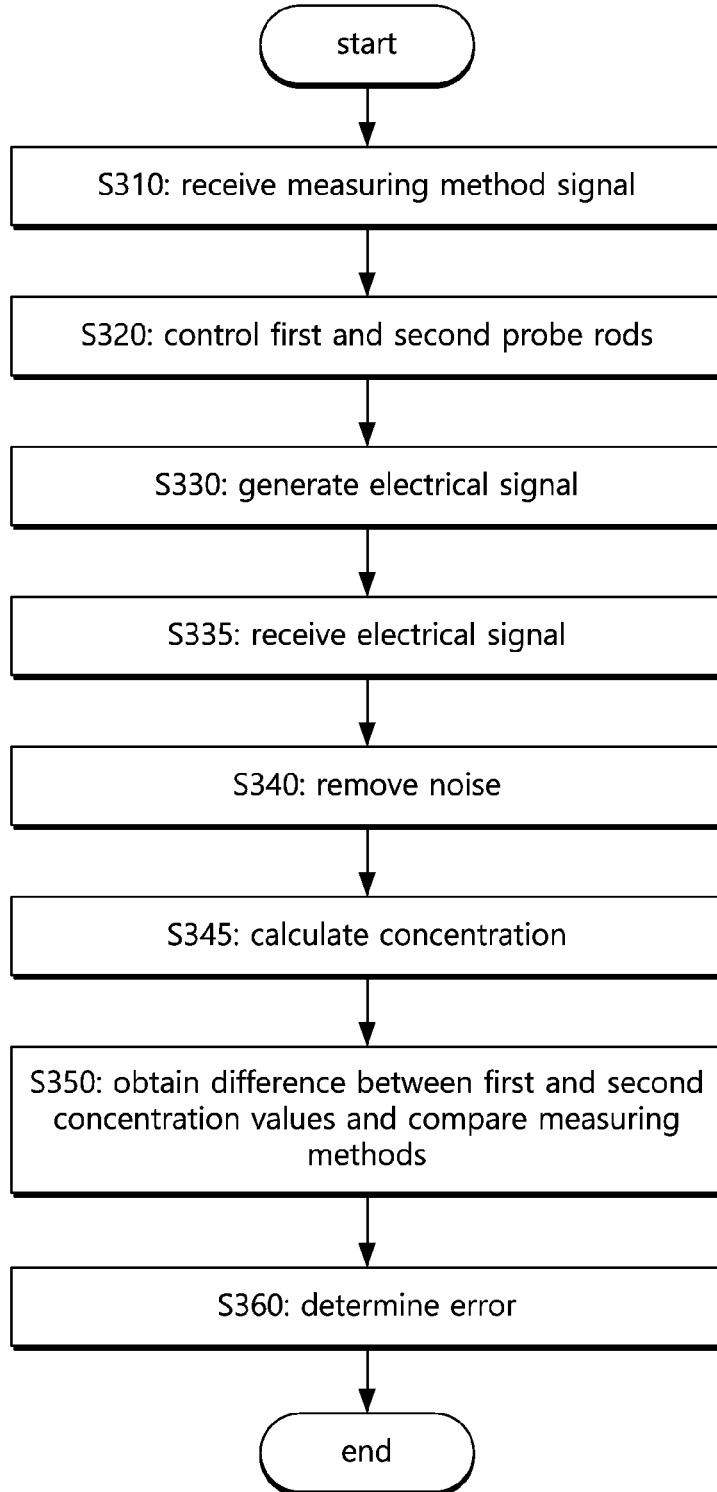 start
S310: receive measuring method signal
S320: control first and second probe rods
S330: generate electrical signal
S335: receive electrical signal
S340: remove noise
S345: calculate concentration
S350: obtain difference between first and second
concentration values and compare measuring
methods
S360: determine error
end